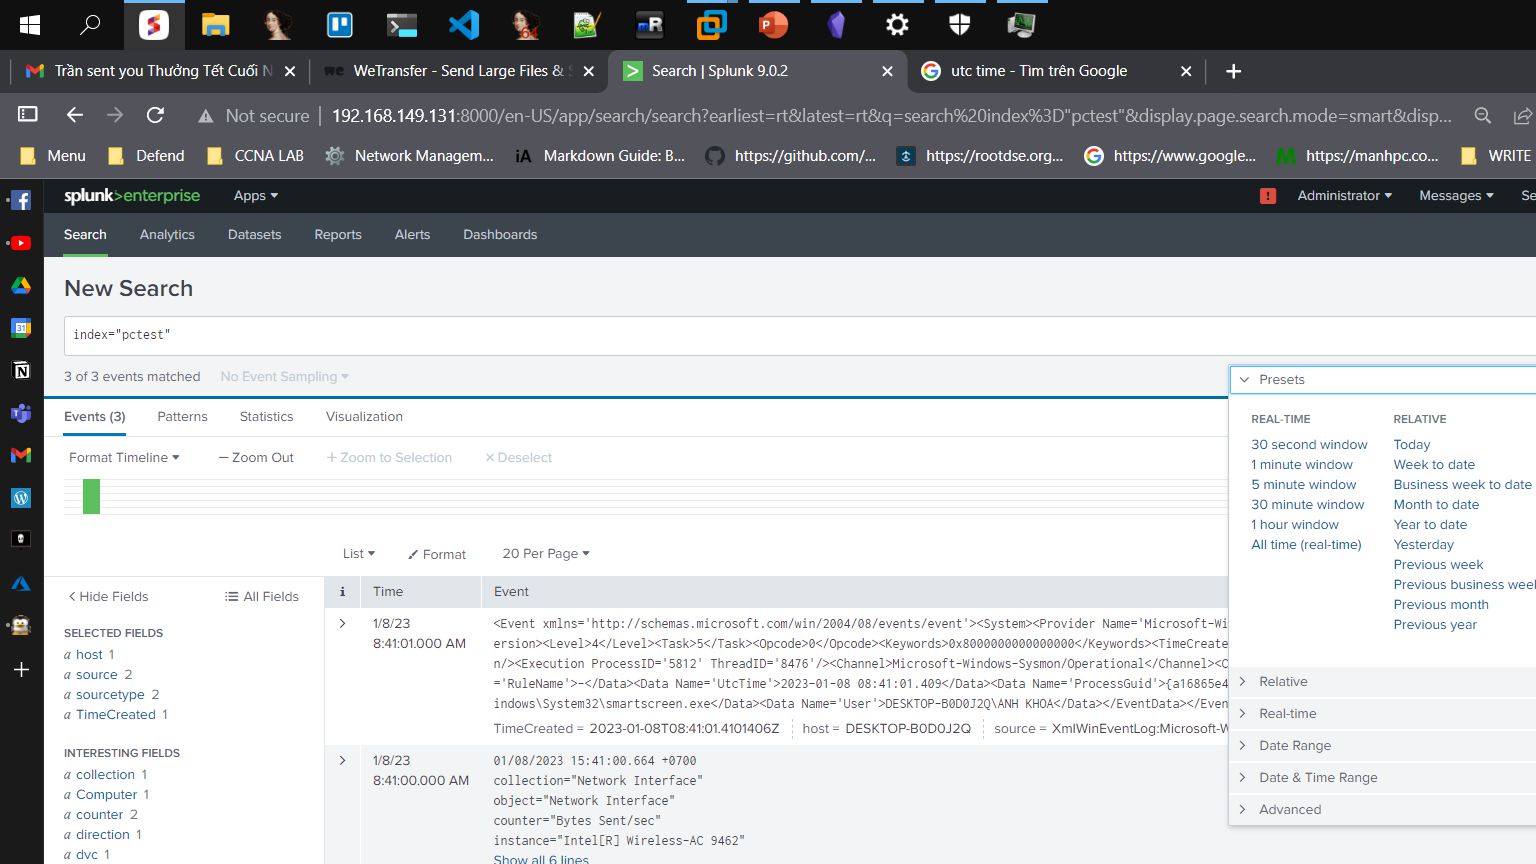 Trần sent you Thưởng Tết Cuối N
WeTransfer - Send Large Files & S
Search | Splunk 9.0.2
utc time - Tìm trên Google
Not secure
192.168.149.131:8000/en-US/app/search/search?earliest=rt&latest=rt&q=search%20index%3D"pctest"&display.page.search.mode=smart&disp...
Menu
Defend
CCNA LAB
Network Managem...
iA
Markdown Guide: B...
https://github.com/...
https://rootdse.org...
https://www.google...
https://manhpc.co...
WRITE
splunk>enterprise
Apps
Administrator
Messages
Se
Search
Analytics
Datasets
Reports
Alerts
Dashboards
New Search
index="pctest"
3 of 3 events matched
No Event Sampling
Presets
Events (3)
Patterns
Statistics
Visualization
REAL-TIME
RELATIVE
30 second window
Today
1 minute window
Week to date
5 minute window
Business week to date
30 minute window
Month to date
1 hour window
Year to date
All time (real-time)
Yesterday
Previous week
Previous business week
Previous month
Previous year
Relative
Real-time
Date Range
Date & Time Range
Advanced
Format Timeline
— Zoom Out
+ Zoom to Selection
× Deselect
List
Format
20 Per Page
< Hide Fields
All Fields
SELECTED FIELDS
a host 1
a source 2
a sourcetype 2
a TimeCreated 1
INTERESTING FIELDS
a collection 1
a Computer 1
a counter 2
a direction 1
a dvc 1
i
Time
Event
1/8/23
8:41:01.000 AM
<Event xmlns='http://schemas.microsoft.com/win/2004/08/events/event'><System><Provider Name='Microsoft-Wi
ersion><Level>4</Level><Task>5</Task><Opcode>0</Opcode><Keywords>0x8000000000000000</Keywords><TimeCreate
n/><Execution ProcessID='5812' ThreadID='8476'/><Channel>Microsoft-Windows-Sysmon/Operational</Channel><C
='RuleName'>-</Data><Data Name='UtcTime'>2023-01-08 08:41:01.409</Data><Data Name='ProcessGuid'>{a16865e4
indows\System32\smartscreen.exe</Data><Data Name='User'>DESKTOP-B0D0J2Q\ANH KHOA</Data></EventData></Even
TimeCreated = 2023-01-08T08:41:01.4101406Z
host = DESKTOP-B0D0J2Q
source = XmlWinEventLog:Microsoft-W
1/8/23
8:41:00.000 AM
01/08/2023 15:41:00.664 +0700
collection="Network Interface"
object="Network Interface"
counter="Bytes Sent/sec"
instance="Intel[R] Wireless-AC 9462"
Show all 6 lines